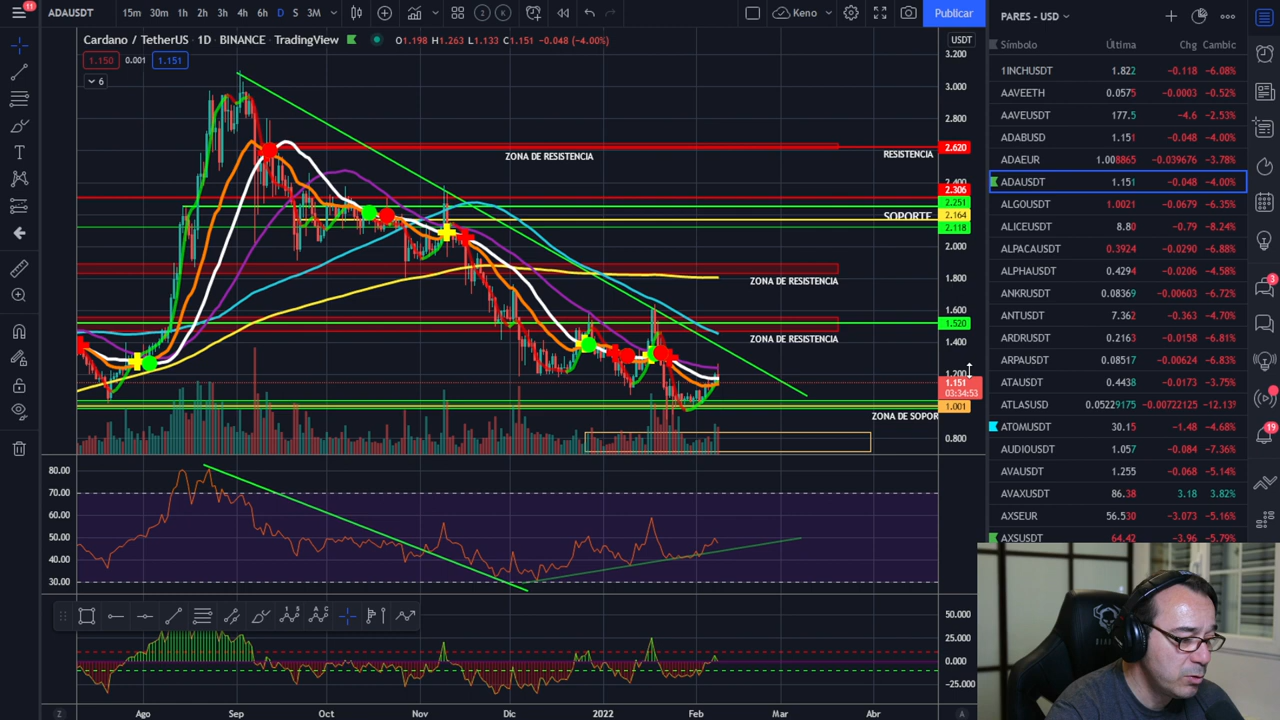 11 ADAUSDT 15m 30m 1h 2h 3h 4h 6h D S 3M 2 K Keno Publicar
Cardano / TetherUS · 1D · BINANCE · TradingView O1.198 H1.263 L1.133 C1.151 -0.048 (-4.00%) USDT
1.150 0.001 1.151
6
3.200
3.000
2.800
2.620
2.400
2.306
2.251
2.164
2.118
2.000
1.800
1.600
1.520
1.400
1.200
1.151
03:34:53
1.001
0.800
ZONA DE RESISTENCIA
RESISTENCIA
SOPORTE
ZONA DE RESISTENCIA
ZONA DE RESISTENCIA
ZONA DE SOPOR
80.00
70.00
50.00
40.00
30.00
50.000
25.000
0.000
-25.000
Z Ago Sep Oct Nov Dic 2022 Feb Mar Abr A
PARES - USD
Símbolo Última Chg Cambic
1INCHUSDT 1.822 -0.118 -6.08%
AAVEETH 0.0575 -0.0003 -0.52%
AAVEUSDT 177.5 -4.6 -2.53%
ADABUSD 1.151 -0.048 -4.00%
ADAEUR 1.008865 -0.039676 -3.78%
ADAUSDT 1.151 -0.048 -4.00%
ALGOUSDT 1.0021 -0.0679 -6.35%
ALICEUSDT 8.80 -0.79 -8.24%
ALPACAUSDT 0.3924 -0.0290 -6.88%
ALPHAUSDT 0.4294 -0.0206 -4.58%
ANKRUSDT 0.08369 -0.00603 -6.72%
ANTUSDT 7.362 -0.363 -4.70%
ARDRUSDT 0.2163 -0.0158 -6.81%
ARPAUSDT 0.08517 -0.00624 -6.83%
ATAUSDT 0.4438 -0.0173 -3.75%
ATLASUSD 0.05229175 -0.00722125 -12.13%
ATOMUSDT 30.15 -1.48 -4.68%
AUDIOUSDT 1.057 -0.084 -7.36%
AVAUSDT 1.255 -0.068 -5.14%
AVAXUSDT 86.38 3.18 3.82%
AXSEUR 56.530 -3.073 -5.16%
AXSUSDT 64.42 -3.96 -5.79%
3
19